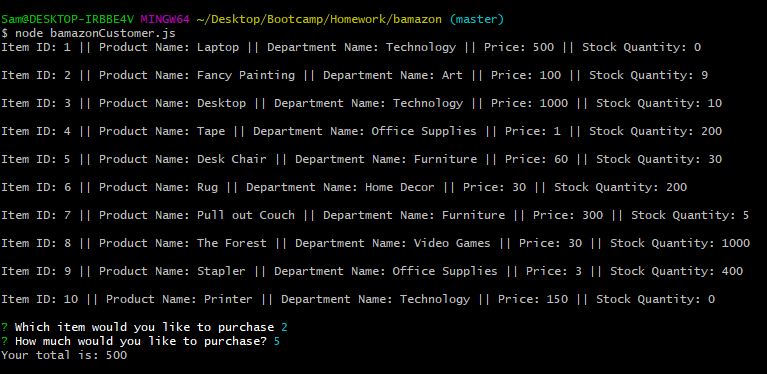 Sam@DESKTOP-IRBBE4V MINGW64 ~/Desktop/Bootcamp/Homework/bamazon (master)
$ node bamazonCustomer.js
Item ID: 1 || Product Name: Laptop || Department Name: Technology || Price: 500 || Stock Quantity: 0
Item ID: 2 || Product Name: Fancy Painting || Department Name: Art || Price: 100 || Stock Quantity: 9
Item ID: 3 || Product Name: Desktop || Department Name: Technology || Price: 1000 || Stock Quantity: 10
Item ID: 4 || Product Name: Tape || Department Name: Office Supplies || Price: 1 || Stock Quantity: 200
Item ID: 5 || Product Name: Desk Chair || Department Name: Furniture || Price: 60 || Stock Quantity: 30
Item ID: 6 || Product Name: Rug || Department Name: Home Decor || Price: 30 || Stock Quantity: 200
Item ID: 7 || Product Name: Pull out Couch || Department Name: Furniture || Price: 300 || Stock Quantity: 5
Item ID: 8 || Product Name: The Forest || Department Name: Video Games || Price: 30 || Stock Quantity: 1000
Item ID: 9 || Product Name: Stapler || Department Name: Office Supplies || Price: 3 || Stock Quantity: 400
Item ID: 10 || Product Name: Printer || Department Name: Technology || Price: 150 || Stock Quantity: 0
? Which item would you like to purchase 2
? How much would you like to purchase? 5
Your total is: 500